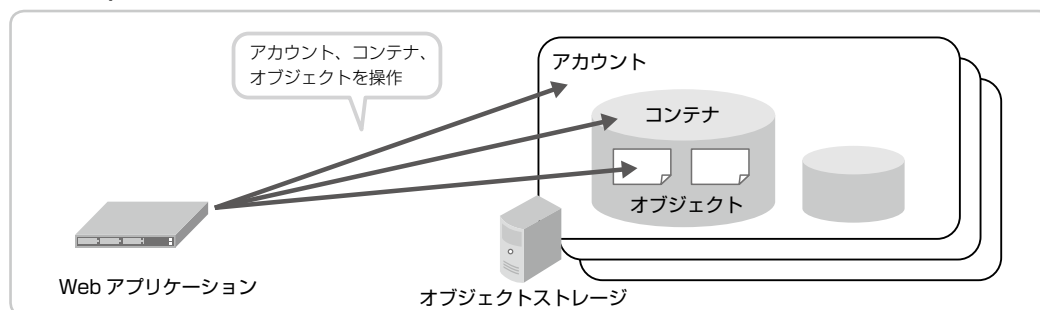 アカウント、コンテナ、
オブジェクトを操作
アカウント
コンテナ
オブジェクト
Web アプリケーション
オブジェクトストレージ